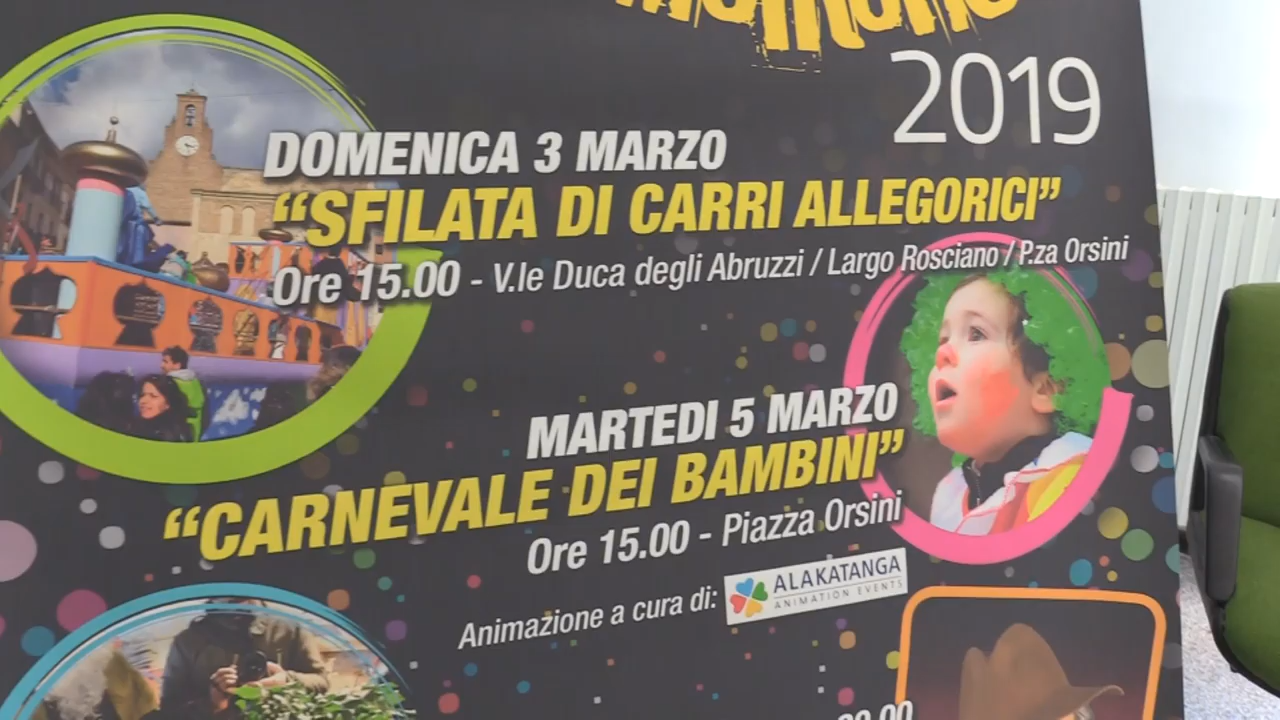 2019
DOMENICA 3 MARZO
“SFILATA DI CARRI ALLEGORICI”
Ore 15.00 - V.le Duca degli Abruzzi / Largo Rosciano / P.za Orsini
MARTEDI 5 MARZO
“CARNEVALE DEI BAMBINI”
Ore 15.00 - Piazza Orsini
Animazione a cura di: ALAKATANGA
ANIMATION EVENTS